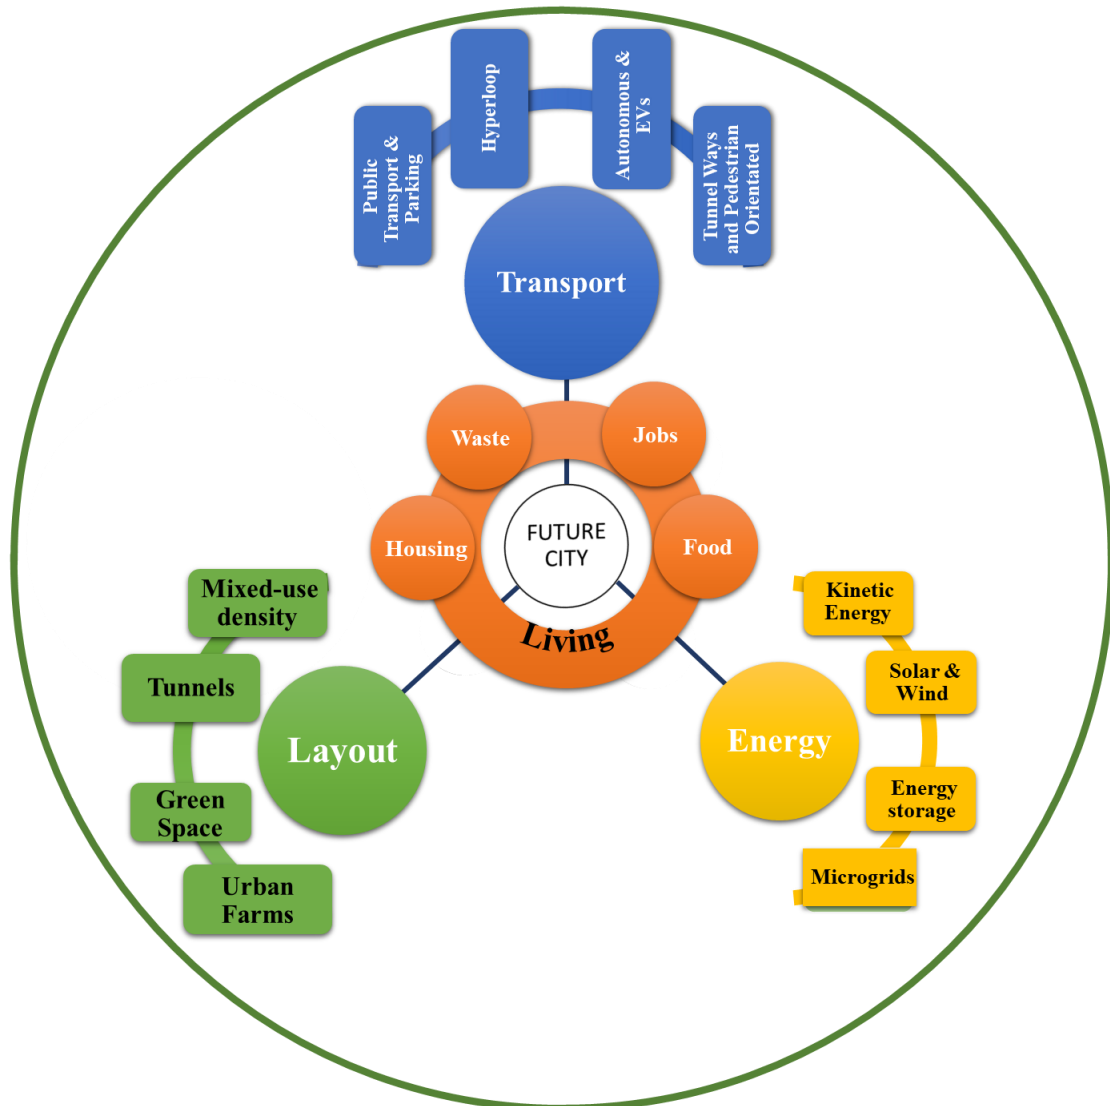 Public
Transport &
Parking
Hyperloop
Autonomous &
EVs
Tunnel Ways
and Pedestrian
Orientated
Transport
Waste
Jobs
Housing
FUTURE
CITY
Food
Living
Mixed-use
density
Tunnels
Layout
Green
Space
Urban
Farms
Kinetic
Energy
Solar &
Wind
Energy
Energy
storage
Microgrids